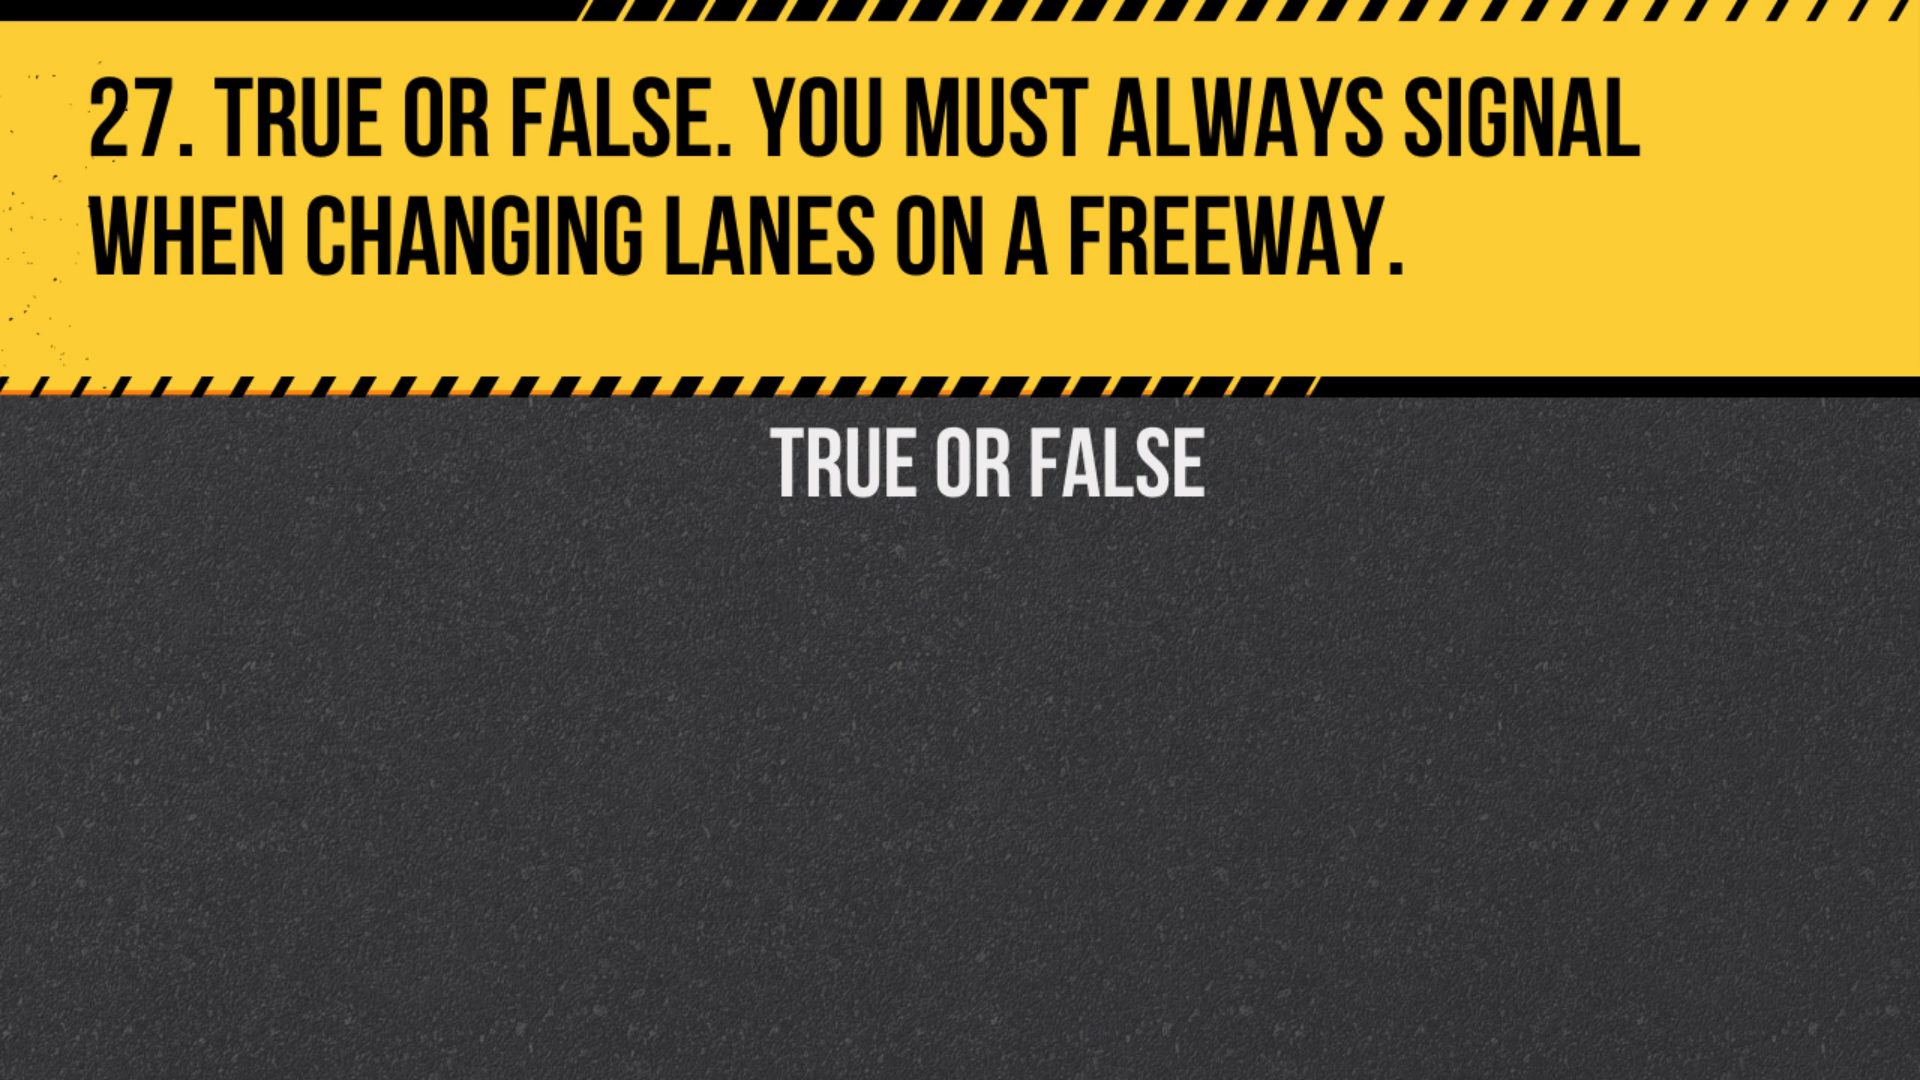 27. TRUE OR FALSE. YOU MUST ALWAYS SIGNAL
WHEN CHANGING LANES ON A FREEWAY.
TRUE OR FALSE